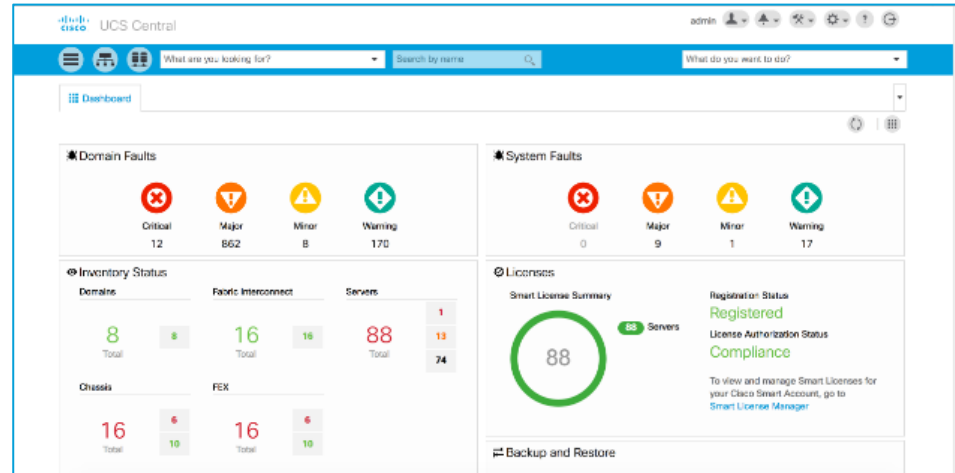 cisco UCS Central
admin
What are you looking for?
Search by name
What do you want to do?
Dashboard
Domain Faults
Critical Major Minor Warning
12 862 8 170
System Faults
Critical Major Minor Warning
0 9 1 17
Inventory Status
Domains
8
Total
8
Fabric Interconnect
16
Total
16
Servers
88
Total
1
13
74
Chassis
16
Total
6
10
FEX
16
Total
6
10
Licenses
Smart License Summary
88
88 Servers
Registration Status
Registered
License Authorization Status
Compliance
To view and manage Smart Licenses for
your Cisco Smart Account, go to
Smart License Manager
Backup and Restore